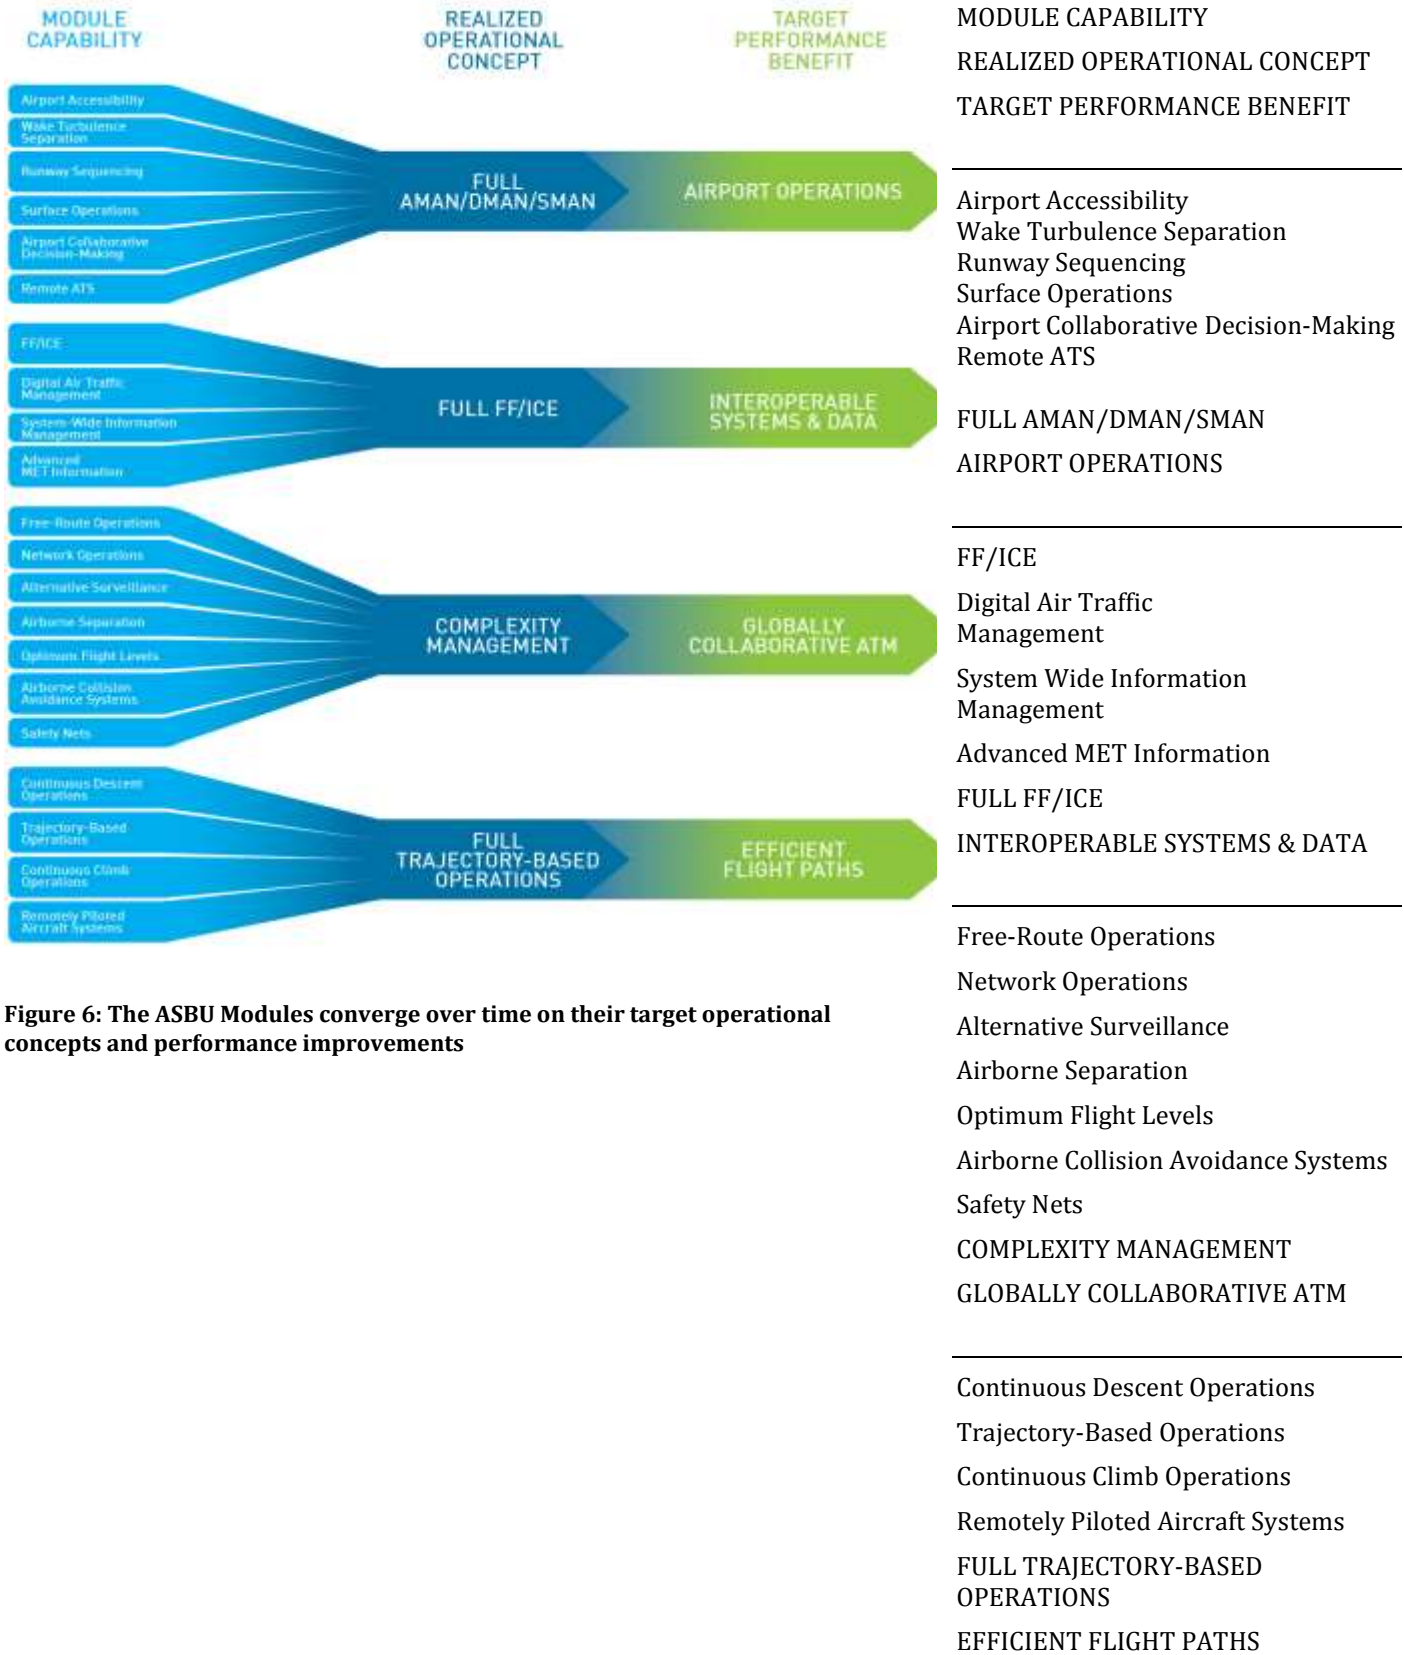 MODULE
CAPABILITY
REALIZED
OPERATIONAL
CONCEPT
TARGET
PERFORMANCE
BENEFIT
Airport Accessibility
Wake Turbulence
Separation
Runway Sequencing
Surface Operations
Airport Collaborative
Decision-Making
Remote ATS
FULL
AMAN/DMAN/SMAN
AIRPORT OPERATIONS
FF/ICE
Digital Air Traffic
Management
System-Wide Information
Management
Advanced
MET Information
FULL FF/ICE
INTEROPERABLE
SYSTEMS & DATA
Free-Route Operations
Network Operations
Alternative Surveillance
Airborne Separation
Optimum Flight Levels
Airborne Collision
Avoidance Systems
Safety Nets
COMPLEXITY
MANAGEMENT
GLOBALLY
COLLABORATIVE ATM
Continuous Descent
Operations
Trajectory-Based
Operations
Continuous Climb
Operations
Remotely Piloted
Aircraft Systems
FULL
TRAJECTORY-BASED
OPERATIONS
EFFICIENT
FLIGHT PATHS
Figure 6: The ASBU Modules converge over time on their target operational
concepts and performance improvements
MODULE CAPABILITY
REALIZED OPERATIONAL CONCEPT
TARGET PERFORMANCE BENEFIT
Airport Accessibility
Wake Turbulence Separation
Runway Sequencing
Surface Operations
Airport Collaborative Decision-Making
Remote ATS
FULL AMAN/DMAN/SMAN
AIRPORT OPERATIONS
FF/ICE
Digital Air Traffic
Management
System Wide Information
Management
Advanced MET Information
FULL FF/ICE
INTEROPERABLE SYSTEMS & DATA
Free-Route Operations
Network Operations
Alternative Surveillance
Airborne Separation
Optimum Flight Levels
Airborne Collision Avoidance Systems
Safety Nets
COMPLEXITY MANAGEMENT
GLOBALLY COLLABORATIVE ATM
Continuous Descent Operations
Trajectory-Based Operations
Continuous Climb Operations
Remotely Piloted Aircraft Systems
FULL TRAJECTORY-BASED
OPERATIONS
EFFICIENT FLIGHT PATHS